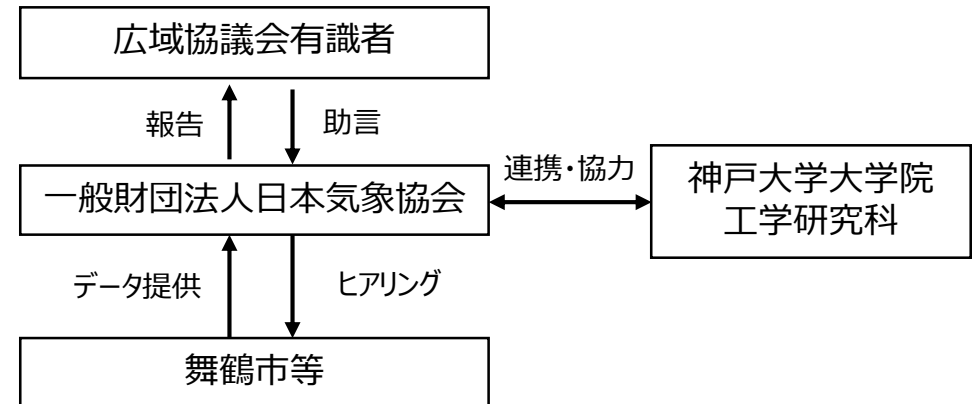 広域協議会有識者
報告
助言
一般財団法人日本気象協会
連携・協力
神戸大学大学院
工学研究科
データ提供
ヒアリング
舞鶴市等